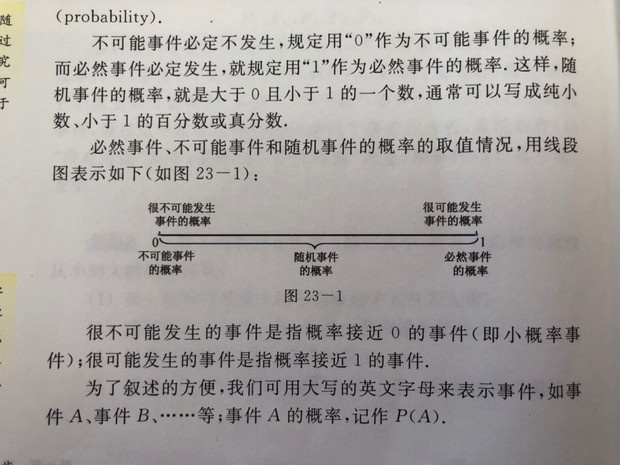 随
过
究
可
于
(probability).
不可能事件必定不发生,规定用“0”作为不可能事件的概率;
而必然事件必定发生,就规定用“1”作为必然事件的概率.这样,随
机事件的概率,就是大于 0 且小于 1 的一个数,通常可以写成纯小
数、小于 1 的百分数或真分数.
必然事件、不可能事件和随机事件的概率的取值情况,用线段
图表示如下(如图 23-1):
很不可能发生
事件的概率
很可能发生
事件的概率
0
1
不可能事件
的概率
随机事件
的概率
必然事件
的概率
图 23-1
很不可能发生的事件是指概率接近 0 的事件(即小概率事
件);很可能发生的事件是指概率接近 1 的事件.
为了叙述的方便,我们可用大写的英文字母来表示事件,如事
件 A、事件 B、……等;事件 A 的概率,记作 P(A).